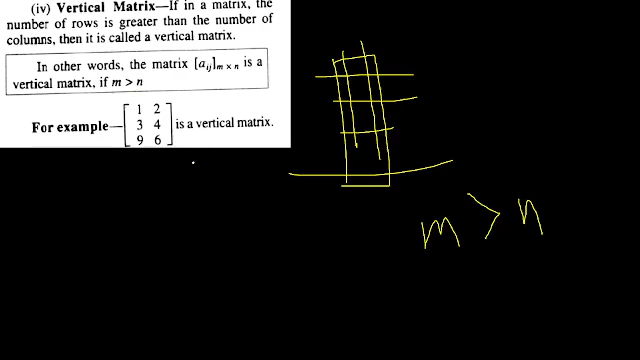 (iv) Vertical Matrix—If in a matrix, the
number of rows is greater than the number of
columns, then it is called a vertical matrix.
In other words, the matrix [aᵢⱼ]ₘ ₓ ₙ is a
vertical matrix, if m > n
For example—[1 2
3 4
9 6] is a vertical matrix.
m > n